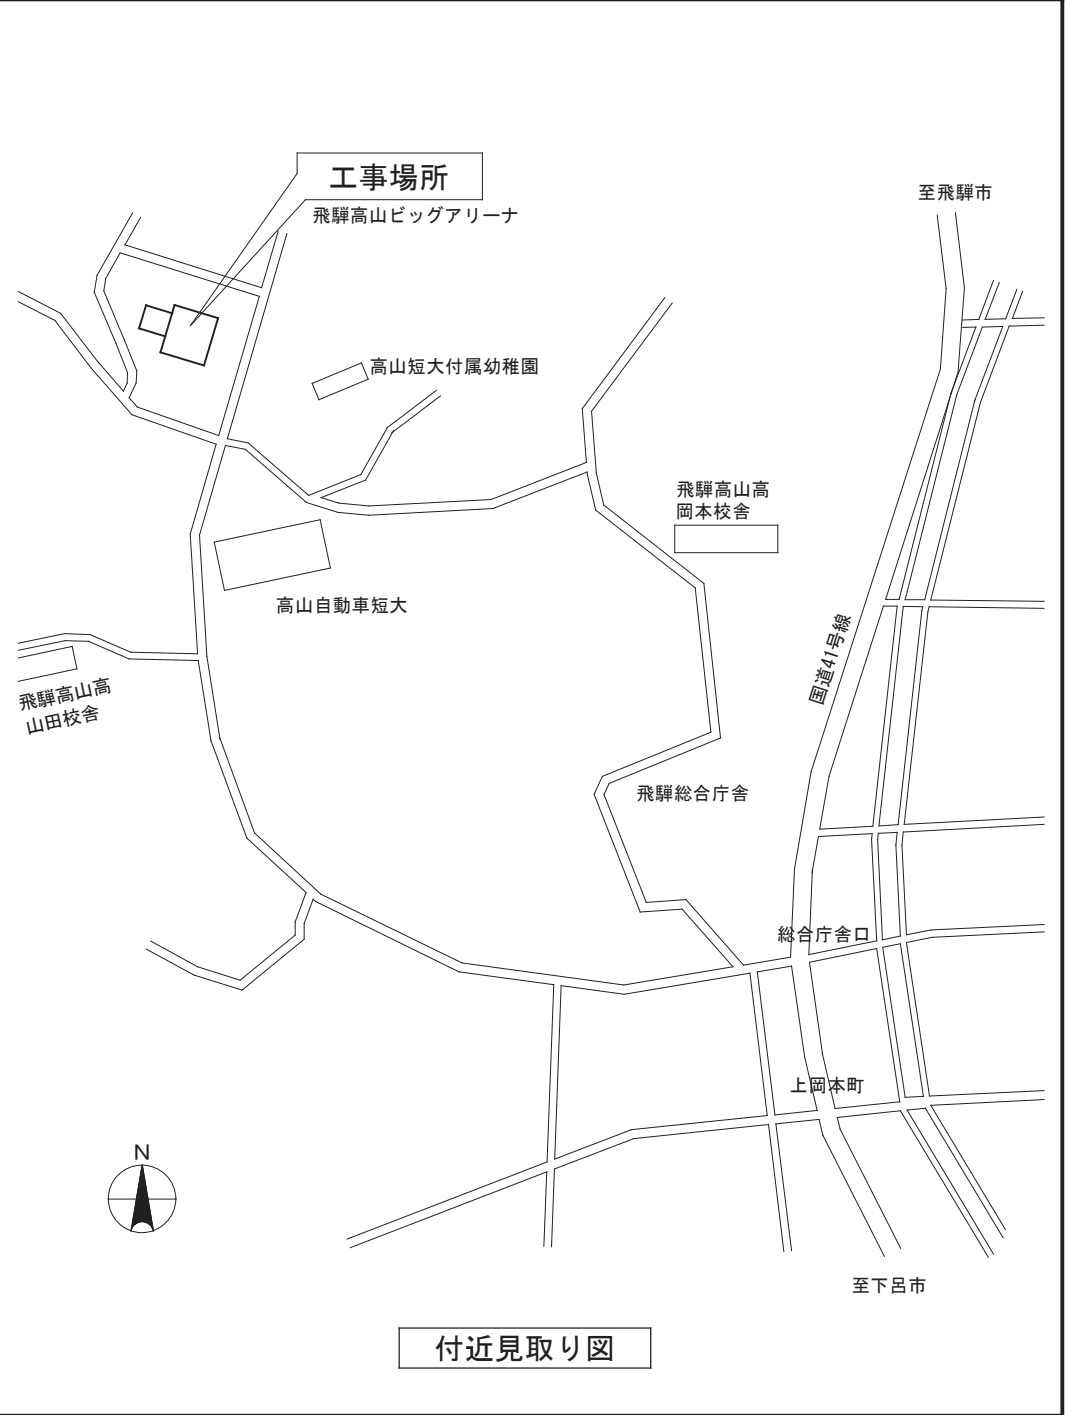 工事場所
飛騨高山ビッグアリーナ
至飛騨市
高山短大付属幼稚園
飛騨高山高
岡本校舎
高山自動車短大
国道41号線
飛騨高山高
山田校舎
飛騨総合庁舎
総合庁舎口
上岡本町
N
至下呂市
付近見取り図